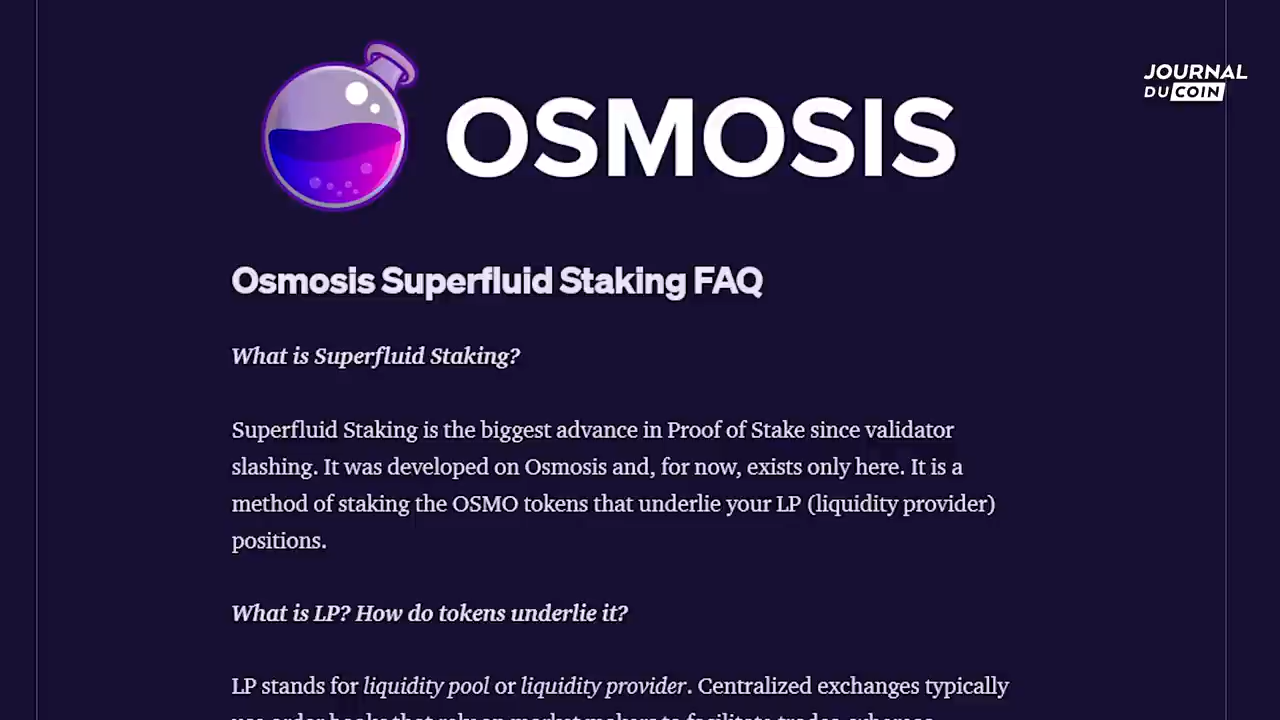 JOURNAL
DU COIN
OSMOSIS
Osmosis Superfluid Staking FAQ
What is Superfluid Staking?
Superfluid Staking is the biggest advance in Proof of Stake since validator
slashing. It was developed on Osmosis and, for now, exists only here. It is a
method of staking the OSMO tokens that underlie your LP (liquidity provider)
positions.
What is LP? How do tokens underlie it?
LP stands for liquidity pool or liquidity provider. Centralized exchanges typically